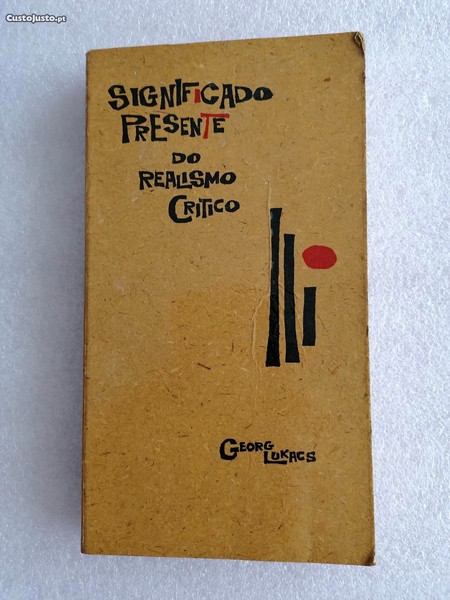 CustoJusto.pt
SIGNIFICADO
PRESENTE
DO
REALISMO
CRITICO
GEORG
LUKACS